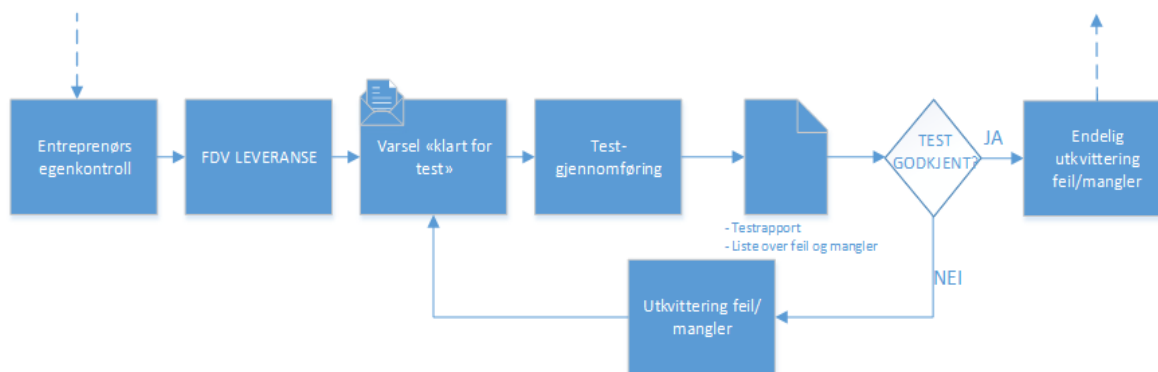 Entreprenørs
egenkontroll
FDV LEVERANSE
Varsel «klart for
test»
Test-
gjennomføring
- Testrapport
- Liste over feil og mangler
TEST
GODKJENT?
JA
Endelig
utkvittering
feil/mangler
NEI
Utkvittering feil/
mangler